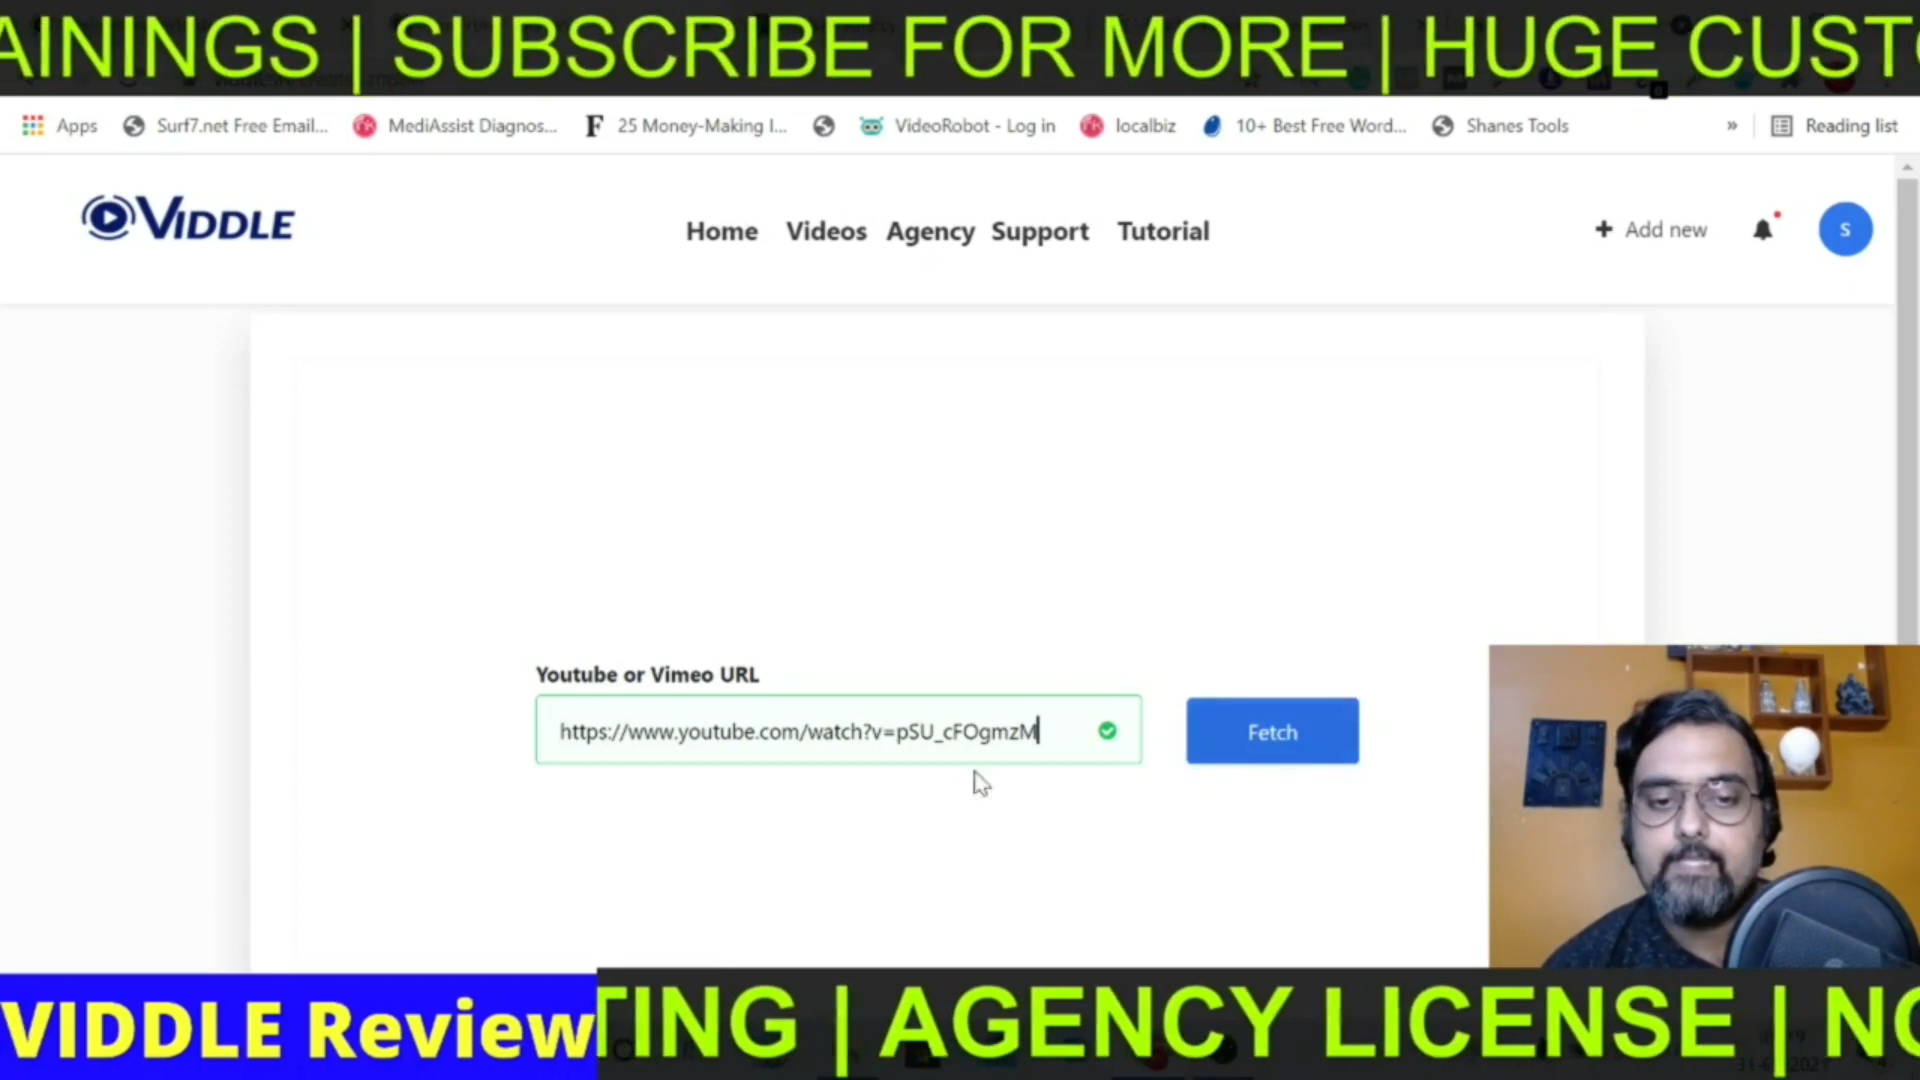 AININGS | SUBSCRIBE FOR MORE | HUGE CUSTO
Apps Surf7.net Free Email... MediAssist Diagnos... 25 Money-Making I... VideoRobot - Log in localbiz 10+ Best Free Word... Shanes Tools » Reading list
VIDDLE
Home Videos Agency Support Tutorial
+ Add new
S
Youtube or Vimeo URL
https://www.youtube.com/watch?v=pSU_cFOgmzM
Fetch
VIDDLE Review
TING | AGENCY LICENSE | NO